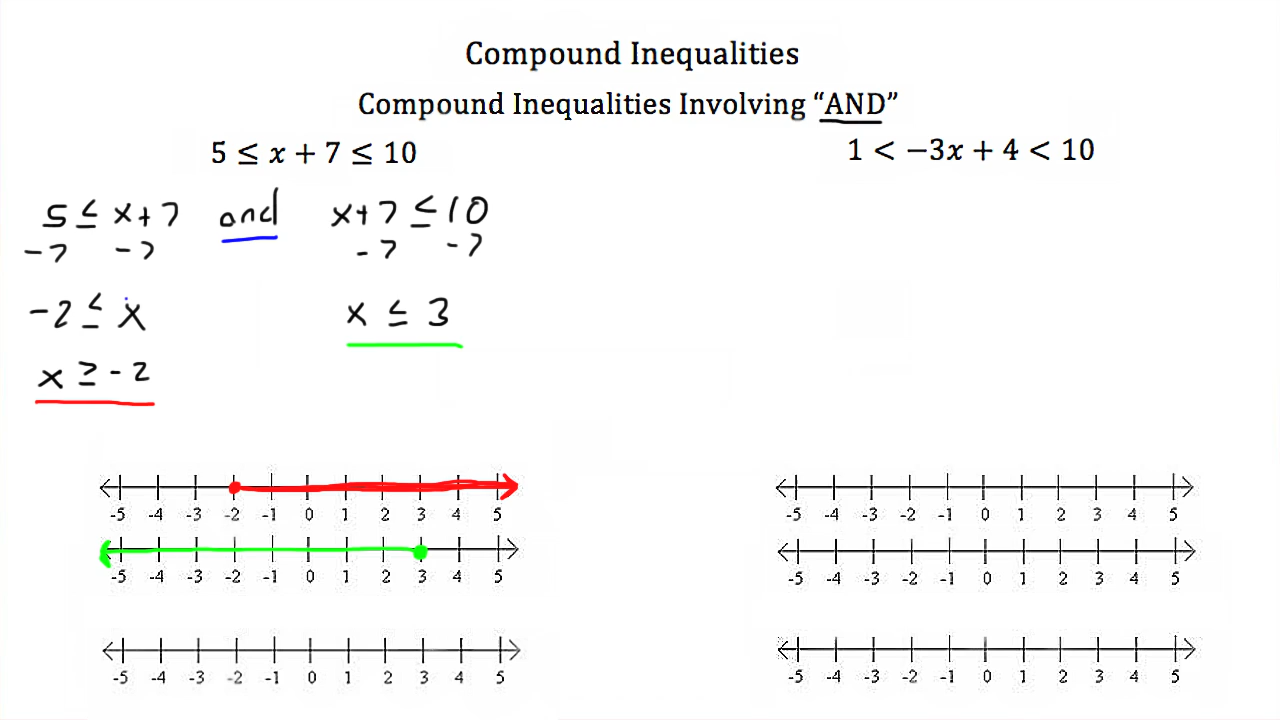 Compound Inequalities
Compound Inequalities Involving “AND”
5 ≤ x + 7 ≤ 10
1 < −3x + 4 < 10
5 ≤ x+7 and x+7 ≤ 10
-7 -7 -7 -7
-2 ≤ x x ≤ 3
x ≥ -2
-5 -4 -3 -2 -1 0 1 2 3 4 5
-5 -4 -3 -2 -1 0 1 2 3 4 5
-5 -4 -3 -2 -1 0 1 2 3 4 5
-5 -4 -3 -2 -1 0 1 2 3 4 5
-5 -4 -3 -2 -1 0 1 2 3 4 5
-5 -4 -3 -2 -1 0 1 2 3 4 5